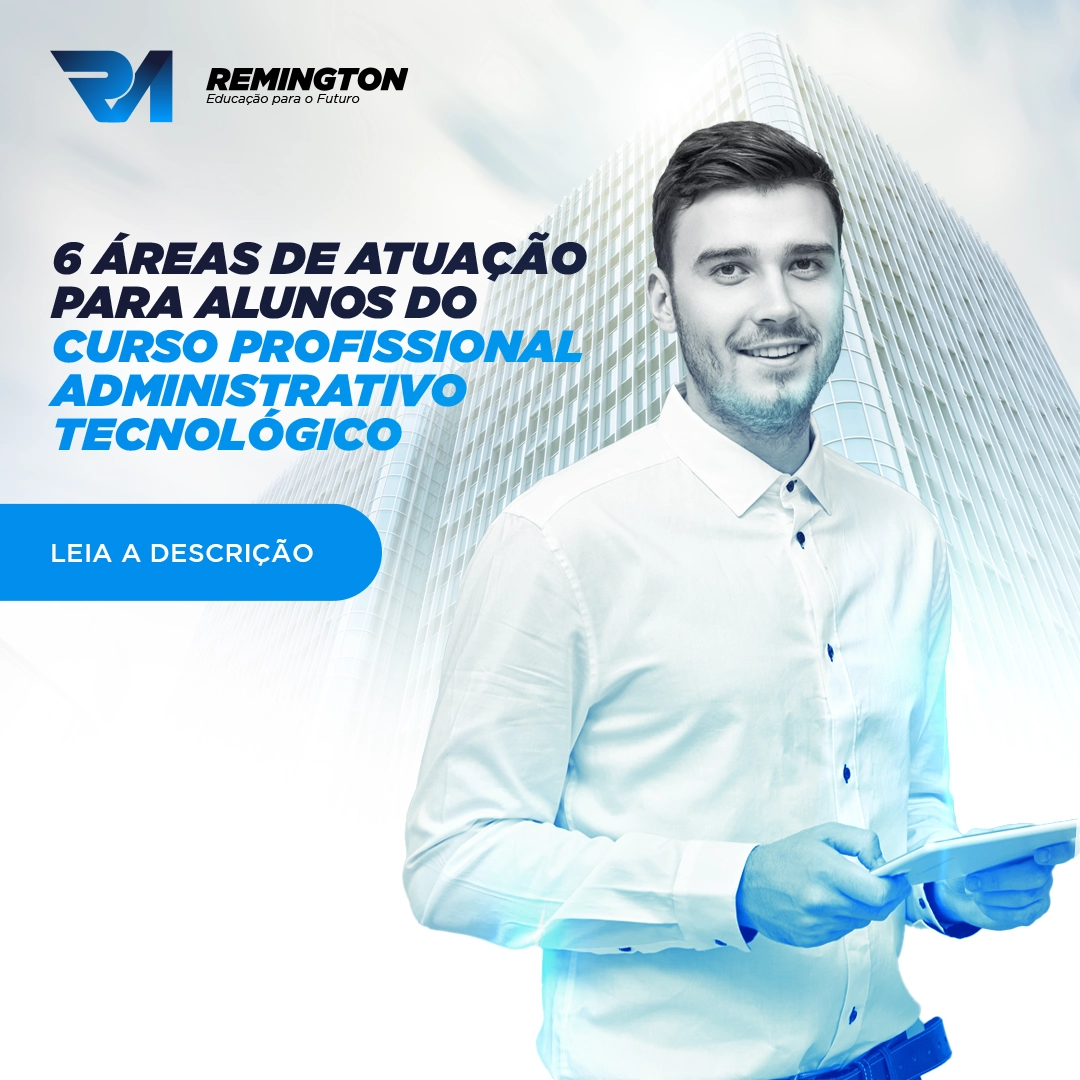 REMINGTON
Educação para o Futuro
6 ÁREAS DE ATUAÇÃO
PARA ALUNOS DO
CURSO PROFISSIONAL
ADMINISTRATIVO
TECNOLÓGICO
LEIA A DESCRIÇÃO